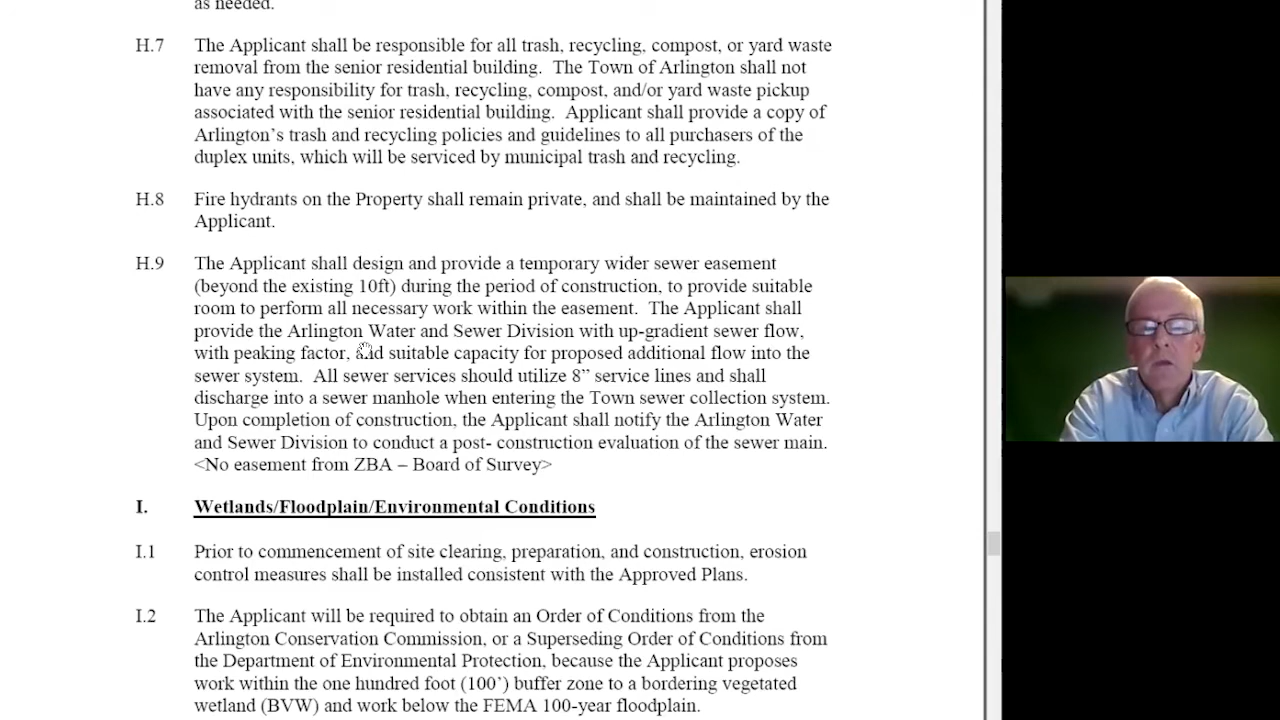 as needed.
H.7 The Applicant shall be responsible for all trash, recycling, compost, or yard waste
removal from the senior residential building. The Town of Arlington shall not
have any responsibility for trash, recycling, compost, and/or yard waste pickup
associated with the senior residential building. Applicant shall provide a copy of
Arlington's trash and recycling policies and guidelines to all purchasers of the
duplex units, which will be serviced by municipal trash and recycling.
H.8 Fire hydrants on the Property shall remain private, and shall be maintained by the
Applicant.
H.9 The Applicant shall design and provide a temporary wider sewer easement
(beyond the existing 10ft) during the period of construction, to provide suitable
room to perform all necessary work within the easement. The Applicant shall
provide the Arlington Water and Sewer Division with up-gradient sewer flow,
with peaking factor, and suitable capacity for proposed additional flow into the
sewer system. All sewer services should utilize 8” service lines and shall
discharge into a sewer manhole when entering the Town sewer collection system.
Upon completion of construction, the Applicant shall notify the Arlington Water
and Sewer Division to conduct a post- construction evaluation of the sewer main.
<No easement from ZBA – Board of Survey>
I. Wetlands/Floodplain/Environmental Conditions
I.1 Prior to commencement of site clearing, preparation, and construction, erosion
control measures shall be installed consistent with the Approved Plans.
I.2 The Applicant will be required to obtain an Order of Conditions from the
Arlington Conservation Commission, or a Superseding Order of Conditions from
the Department of Environmental Protection, because the Applicant proposes
work within the one hundred foot (100’) buffer zone to a bordering vegetated
wetland (BVW) and work below the FEMA 100-year floodplain.